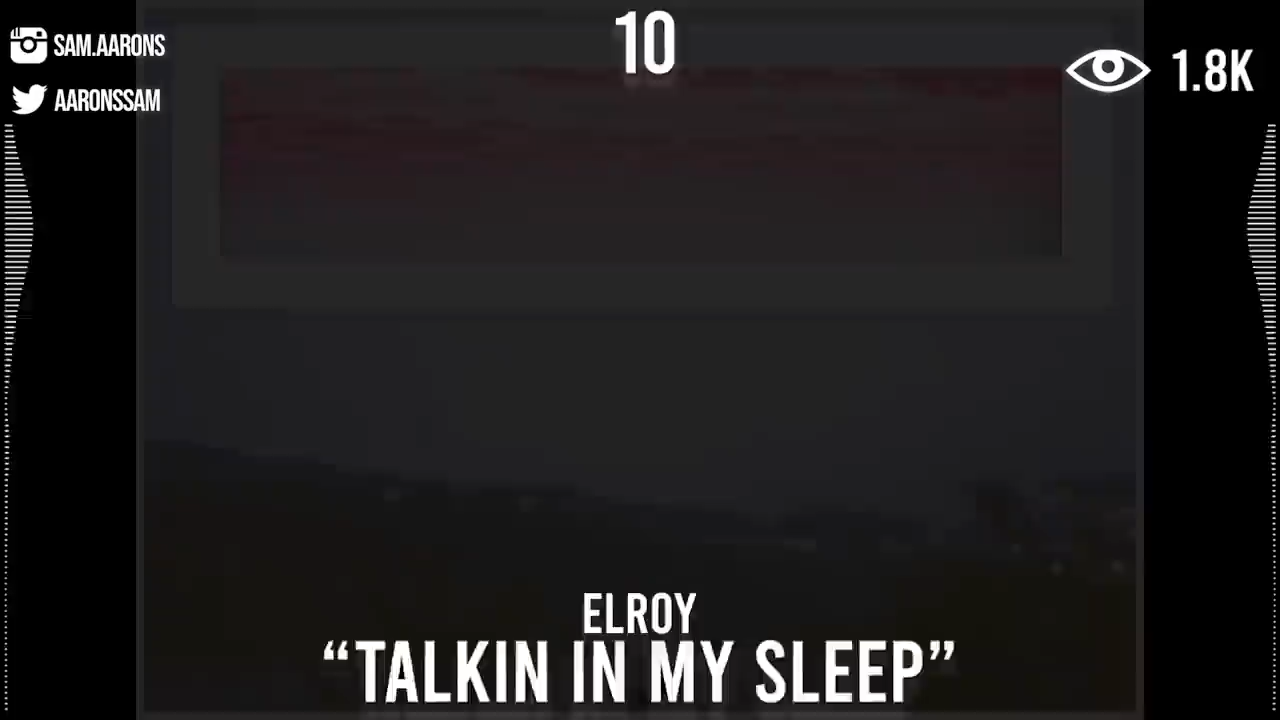 10
SAM.AARONS
AARONSSAM
1.8K
ELROY
“TALKIN IN MY SLEEP”